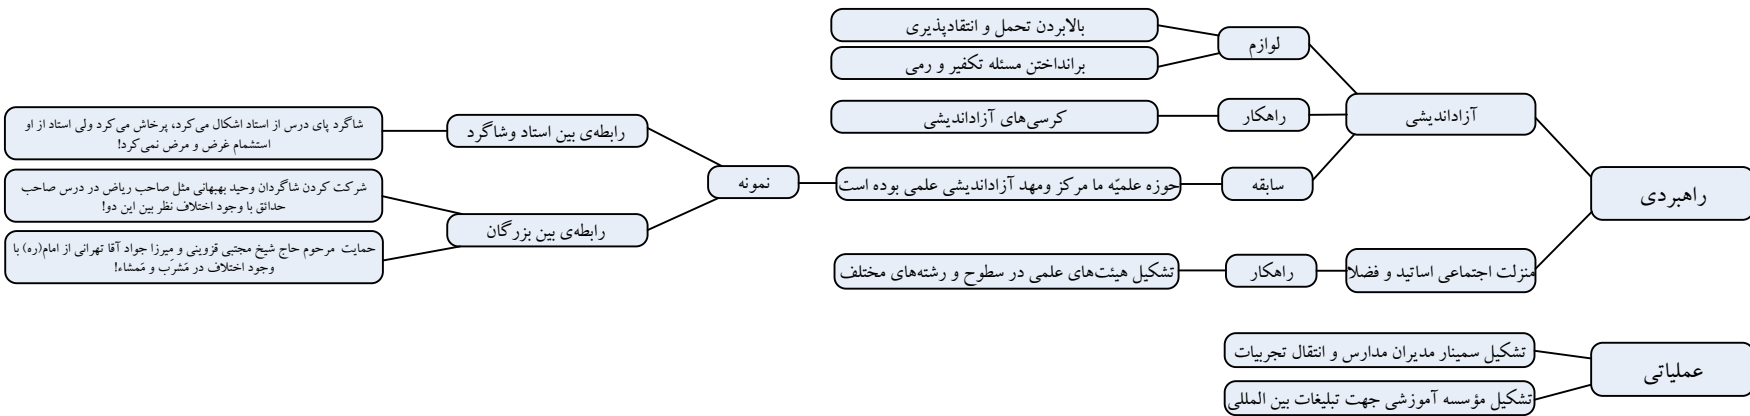 راهبردی
آزاداندیشی
لوازم
بالابردن تحمل و انتقادپذیری
برانداختن مسئله تکفیر و رمی
راهکار
کرسی‌های آزاداندیشی
سابقه
حوزه علمیّه ما مرکز ومهد آزاداندیشی علمی بوده است
نمونه
رابطه‌ی بین استاد وشاگرد
شاگرد پای درس از استاد اشکال می‌کرد، پرخاش می‌کرد ولی استاد از او
استشمام غرض و مرض نمی‌کرد!
رابطه‌ی بین بزرگان
شرکت کردن شاگردان وحید بهبهانی مثل صاحب ریاض در درس صاحب
حدائق با وجود اختلاف نظر بین این دو!
حمایت مرحوم حاج شیخ مجتبی قزوینی و میرزا جواد آقا تهرانی از امام(ره) با
وجود اختلاف در مَشرَب و مَمشاء!
منزلت اجتماعی اساتید و فضلا
راهکار
تشکیل هیئت‌های علمی در سطوح و رشته‌های مختلف
عملیاتی
تشکیل سمینار مدیران مدارس و انتقال تجربیات
تشکیل مؤسسه آموزشی جهت تبلیغات بین المللی